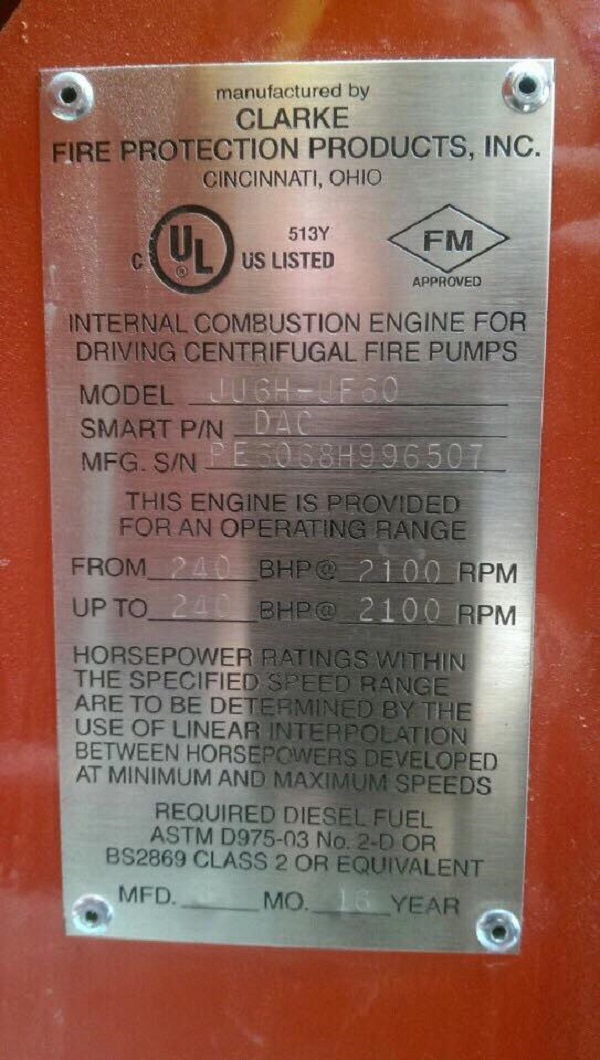 manufactured by
CLARKE
FIRE PROTECTION PRODUCTS, INC.
CINCINNATI, OHIO
C UL ® US LISTED
513Y
FM
APPROVED
INTERNAL COMBUSTION ENGINE FOR
DRIVING CENTRIFUGAL FIRE PUMPS
MODEL JU6H-UF60
SMART P/N DAC
MFG. S/N PE6068H996507
THIS ENGINE IS PROVIDED
FOR AN OPERATING RANGE
FROM 240 BHP@ 2100 RPM
UP TO 240 BHP@ 2100 RPM
HORSEPOWER RATINGS WITHIN
THE SPECIFIED SPEED RANGE
ARE TO BE DETERMINED BY THE
USE OF LINEAR INTERPOLATION
BETWEEN HORSEPOWERS DEVELOPED
AT MINIMUM AND MAXIMUM SPEEDS
REQUIRED DIESEL FUEL
ASTM D975-03 No. 2-D OR
BS2869 CLASS 2 OR EQUIVALENT
MFD. MO. 16 YEAR